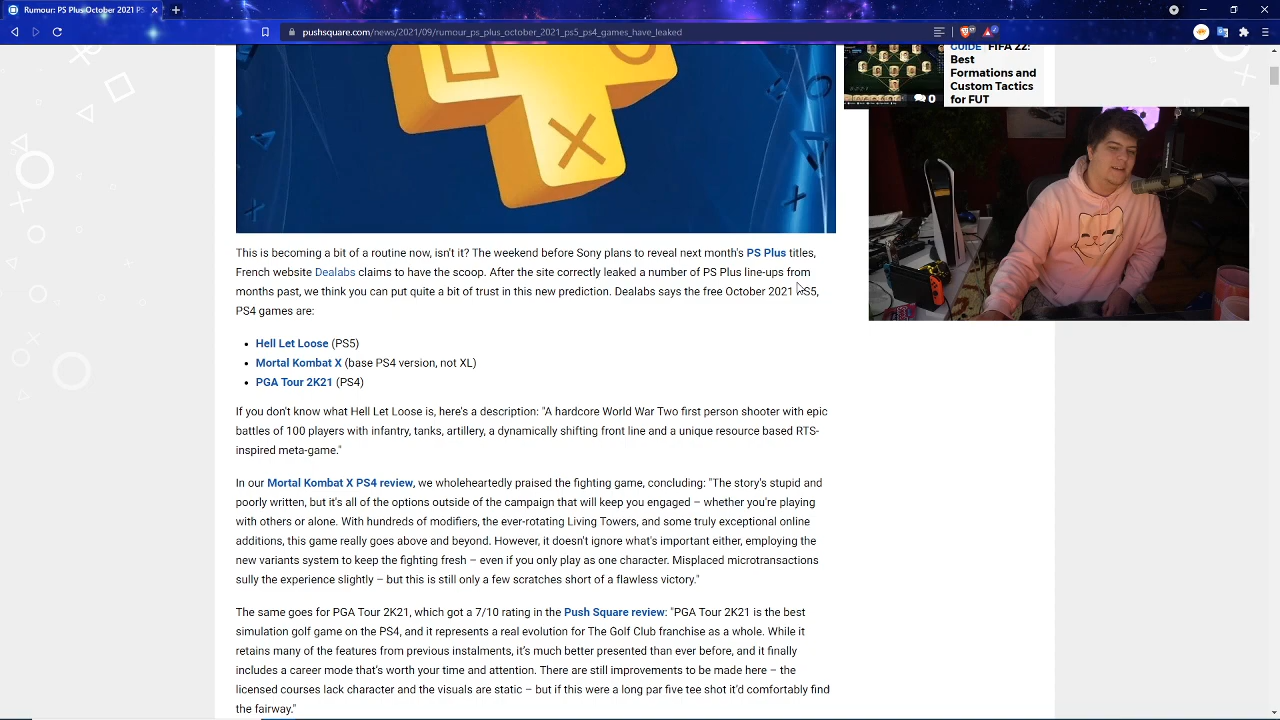 Rumour: PS Plus October 2021 PS
pushsquare.com/news/2021/09/rumour_ps_plus_october_2021_ps5_ps4_games_have_leaked
GUIDE FIFA 22:
Best
Formations and
Custom Tactics
for FUT
0
This is becoming a bit of a routine now, isn't it? The weekend before Sony plans to reveal next month's PS Plus titles,
French website Dealabs claims to have the scoop. After the site correctly leaked a number of PS Plus line-ups from
months past, we think you can put quite a bit of trust in this new prediction. Dealabs says the free October 2021 PS5,
PS4 games are:
• Hell Let Loose (PS5)
• Mortal Kombat X (base PS4 version, not XL)
• PGA Tour 2K21 (PS4)
If you don't know what Hell Let Loose is, here's a description: "A hardcore World War Two first person shooter with epic
battles of 100 players with infantry, tanks, artillery, a dynamically shifting front line and a unique resource based RTS-
inspired meta-game."
In our Mortal Kombat X PS4 review, we wholeheartedly praised the fighting game, concluding: "The story's stupid and
poorly written, but it's all of the options outside of the campaign that will keep you engaged – whether you're playing
with others or alone. With hundreds of modifiers, the ever-rotating Living Towers, and some truly exceptional online
additions, this game really goes above and beyond. However, it doesn't ignore what's important either, employing the
new variants system to keep the fighting fresh – even if you only play as one character. Misplaced microtransactions
sully the experience slightly – but this is still only a few scratches short of a flawless victory."
The same goes for PGA Tour 2K21, which got a 7/10 rating in the Push Square review: "PGA Tour 2K21 is the best
simulation golf game on the PS4, and it represents a real evolution for The Golf Club franchise as a whole. While it
retains many of the features from previous instalments, it's much better presented than ever before, and it finally
includes a career mode that's worth your time and attention. There are still improvements to be made here – the
licensed courses lack character and the visuals are static – but if this were a long par five tee shot it'd comfortably find
the fairway."